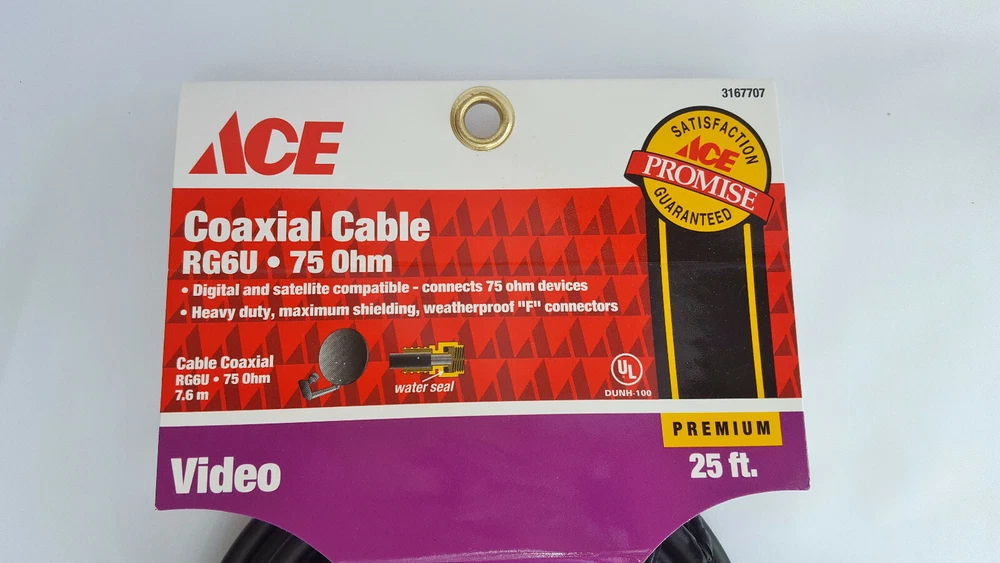 3167707
ACE
SATISFACTION
ACE
PROMISE
GUARANTEED
Coaxial Cable
RG6U • 75 Ohm
• Digital and satellite compatible - connects 75 ohm devices
• Heavy duty, maximum shielding, weatherproof "F" connectors
Cable Coaxial
RG6U • 75 Ohm
7.6 m
water seal
UL
DUNH-100
PREMIUM
Video
25 ft.